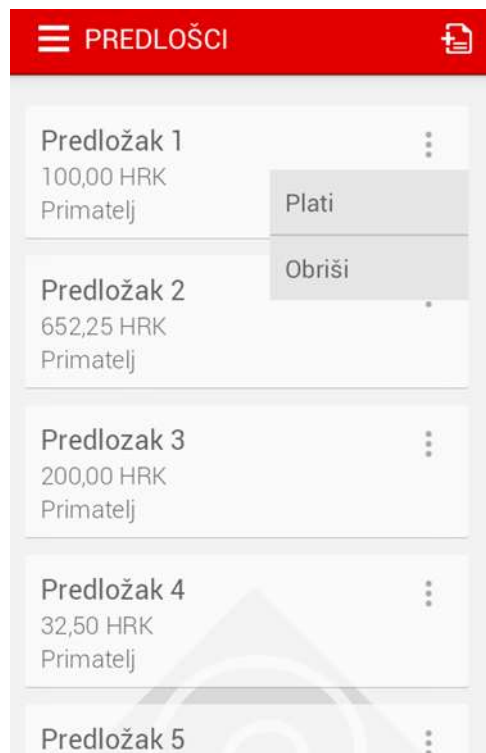 PREDLOŠCI
Predložak 1
100,00 HRK
Primatelj
Plati
Obriši
Predložak 2
652,25 HRK
Primatelj
Predlozak 3
200,00 HRK
Primatelj
Predložak 4
32,50 HRK
Primatelj
Predložak 5